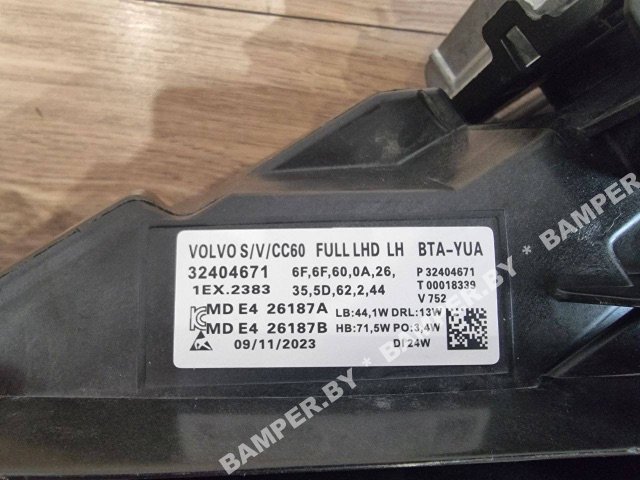 VOLVO S/V/CC60 FULL LHD LH BTA-YUA
32404671 6F,6F,60,0A,26, P 32404671
1EX.2383 35,5D,62,2,44 T 00018339
V 752
MD E4 26187A LB:44,1W DRL:13W
MD E4 26187B HB:71,5W PO:3,4W
09/11/2023 DI 24W
BAMPER.BY * BAMPER.BY * BAMPER.BY